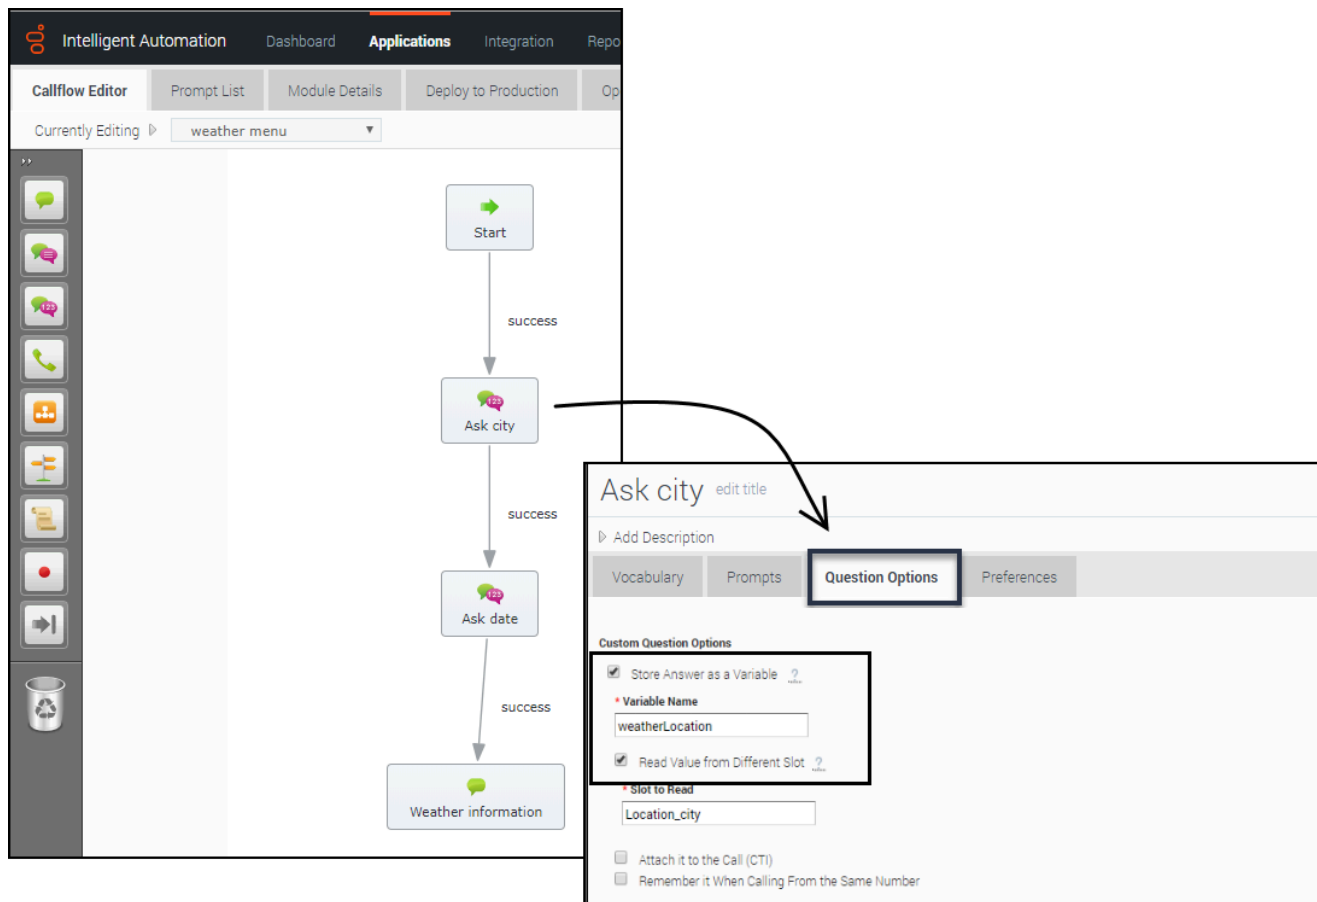 Intelligent Automation Dashboard Applications Integration Repo
Callflow Editor Prompt List Module Details Deploy to Production Op
Currently Editing weather menu
Start
success
123
Ask city
success
123
Ask date
success
Weather information
123
Ask city edit title
Add Description
Vocabulary Prompts Question Options Preferences
Custom Question Options
Store Answer as a Variable ?
* Variable Name
weatherLocation
Read Value from Different Slot ?
* Slot to Read
Location_city
Attach it to the Call (CTI)
Remember it When Calling From the Same Number